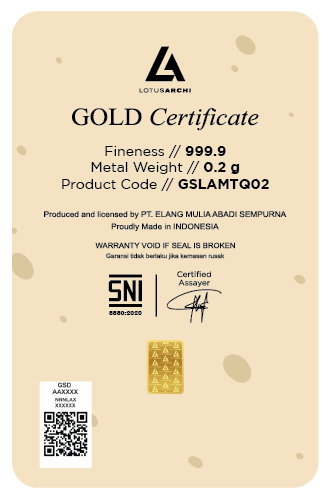 LOTUSARCHI
GOLD Certificate
Fineness // 999.9
Metal Weight // 0.2 g
Product Code // GSLAMTQ02
Produced and licensed by PT. ELANG MULIA ABADI SEMPURNA
Proudly Made in INDONESIA
WARRANTY VOID IF SEAL IS BROKEN
Garansi tidak berlaku jika kemasan rusak
SNI
8880:2020
Certified
Assayer
GSD
AAXXXX
NNNLAX
XXXXXX